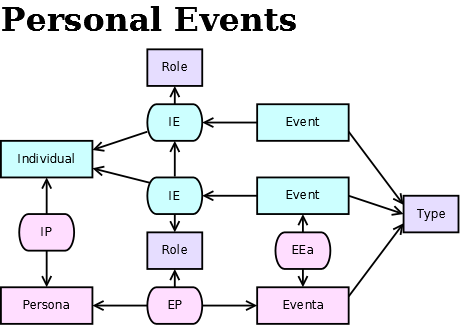 Personal Events
Role
IE
Event
Individual
IE
Event
Type
IP
Role
EEa
Persona
EP
Eventa